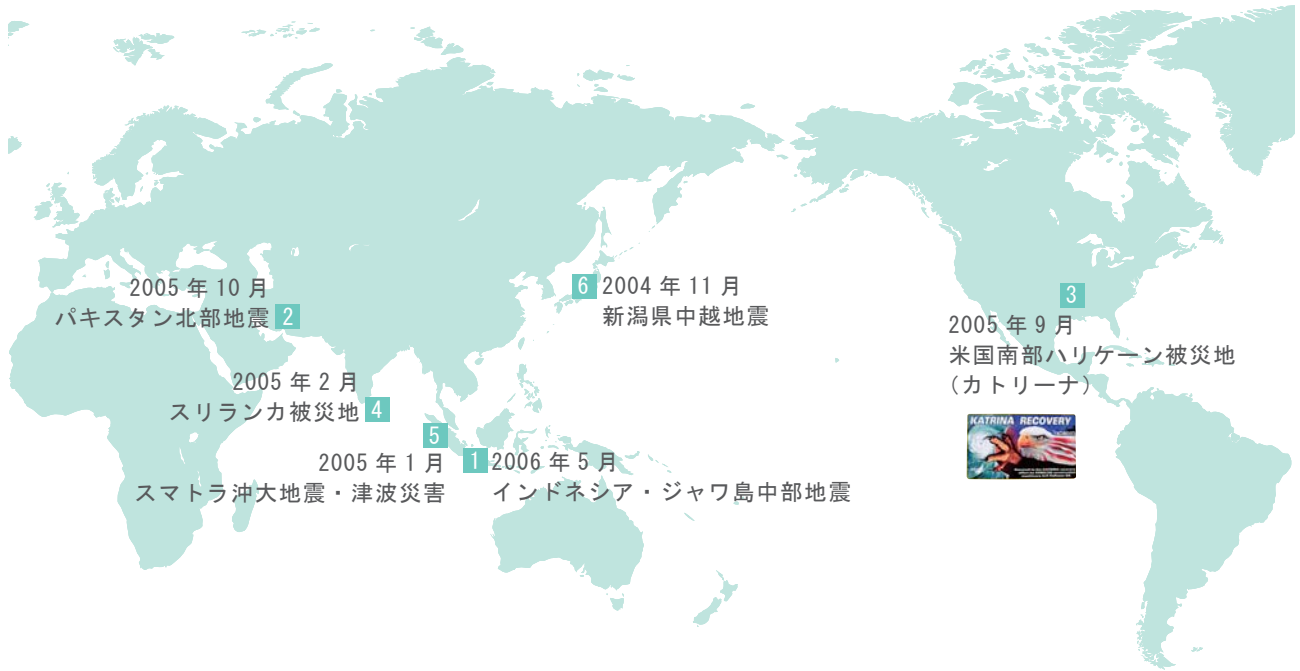 2005 年 10 月
パキスタン北部地震 2
6 2004 年 11 月
新潟県中越地震
3
2005 年 9 月
米国南部ハリケーン被災地
(カトリーナ)
KATRINA RECOVERY
2005 年 2 月
スリランカ被災地 4
5
2005 年 1 月
スマトラ沖大地震・津波災害
1 2006 年 5 月
インドネシア・ジャワ島中部地震